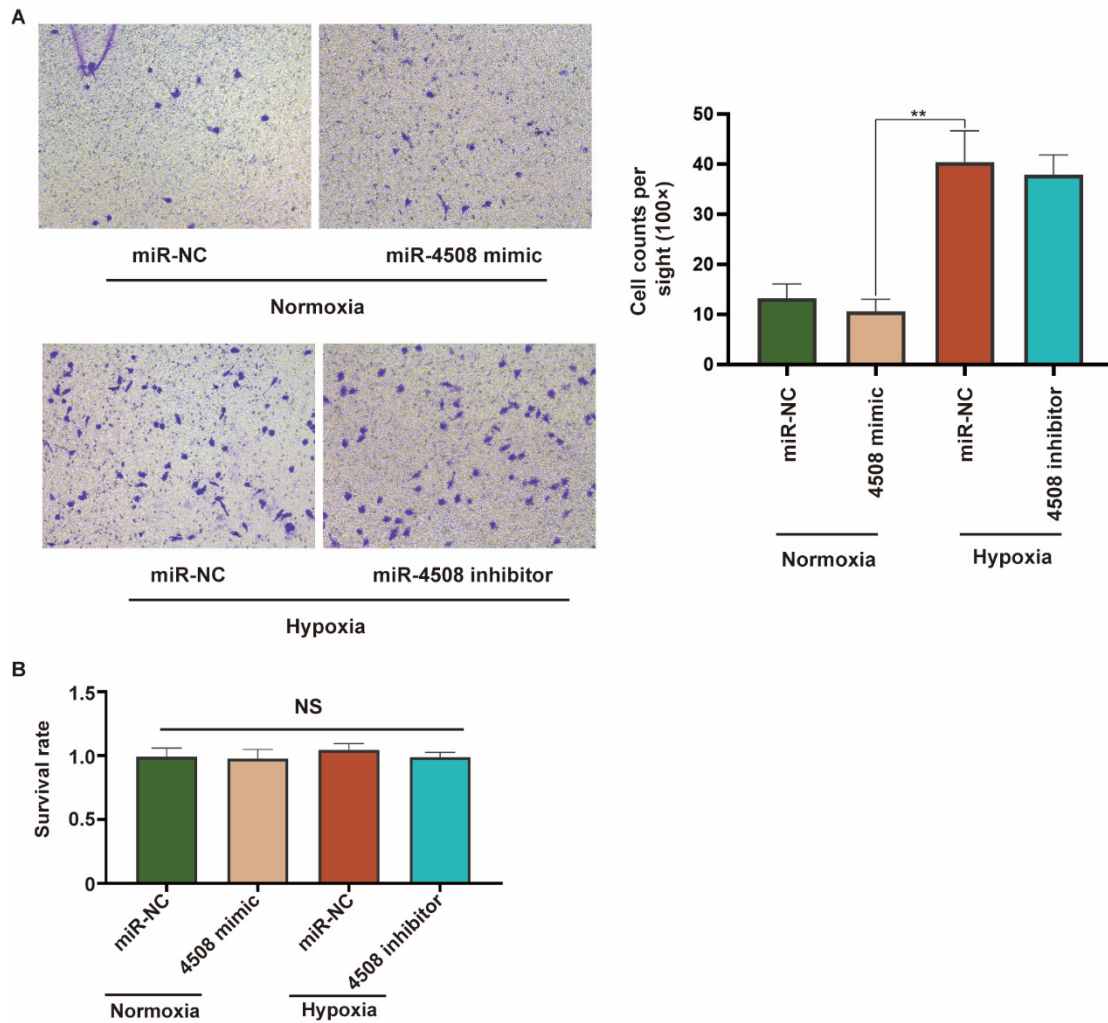 A
miR-NC
miR-4508 mimic
Normoxia
miR-NC
miR-4508 inhibitor
Hypoxia
Cell counts per
sight (100×)
50
40
30
20
10
0
**
miR-NC
4508 mimic
miR-NC
4508 inhibitor
Normoxia
Hypoxia
B
Survival rate
1.5
1.0
0.5
0
NS
miR-NC
4508 mimic
miR-NC
4508 inhibitor
Normoxia
Hypoxia